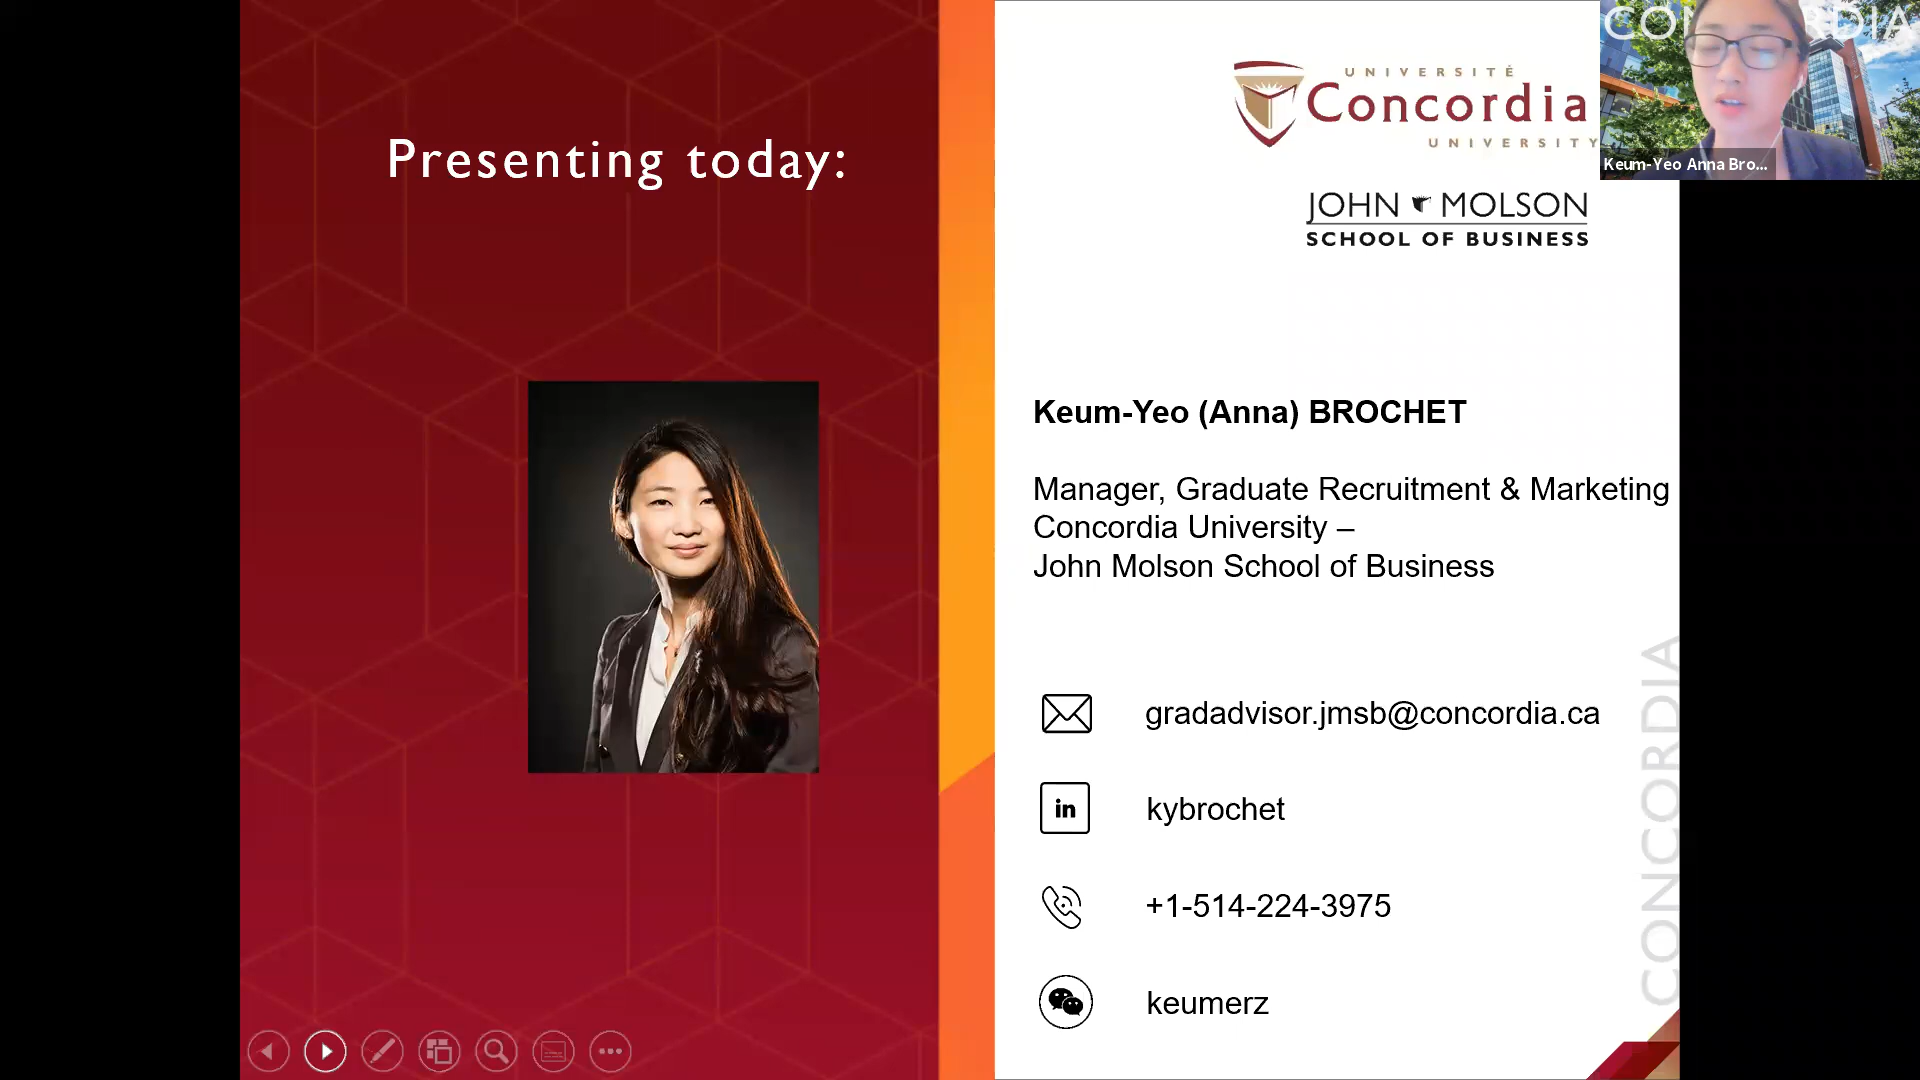 Presenting today:
UNIVERSITÉ
Concordia
UNIVERSITY
JOHN MOLSON
SCHOOL OF BUSINESS
Keum-Yeo (Anna) BROCHET
Manager, Graduate Recruitment & Marketing
Concordia University –
John Molson School of Business
gradadvisor.jmsb@concordia.ca
in
kybrochet
+1-514-224-3975
keumerz
CONCORDIA
Keum-Yeo Anna Bro...